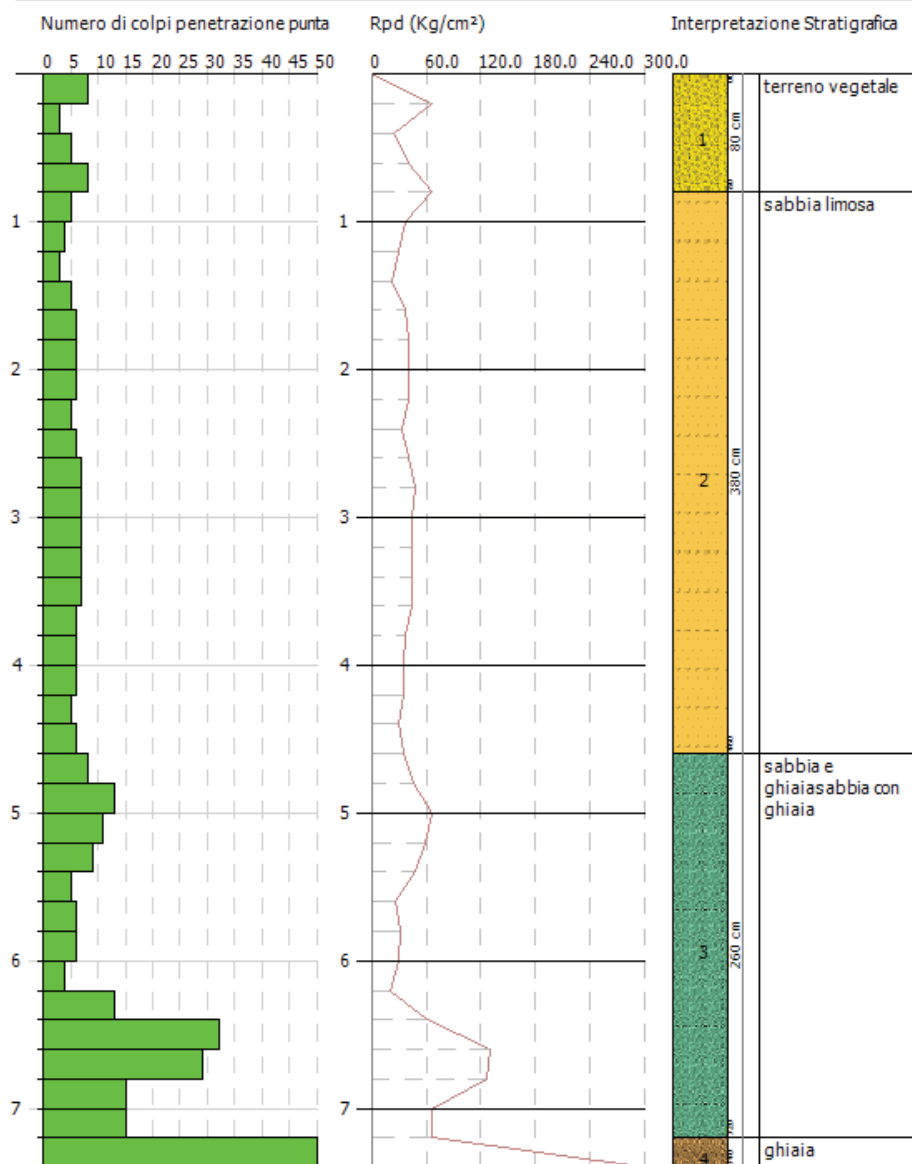 Numero di colpi penetrazione punta
Rpd (Kg/cm²)
Interpretazione Stratigrafica
0 5 10 15 20 25 30 35 40 45 50
0 60.0 120.0 180.0 240.0 300.0
terreno vegetale
1
80 cm
sabbia limosa
1
1
2
2
2
380 cm
3
3
4
4
sabbia e
ghiaiasabbia con
ghiaia
5
5
3
260 cm
6
6
7
7
ghiaia
4